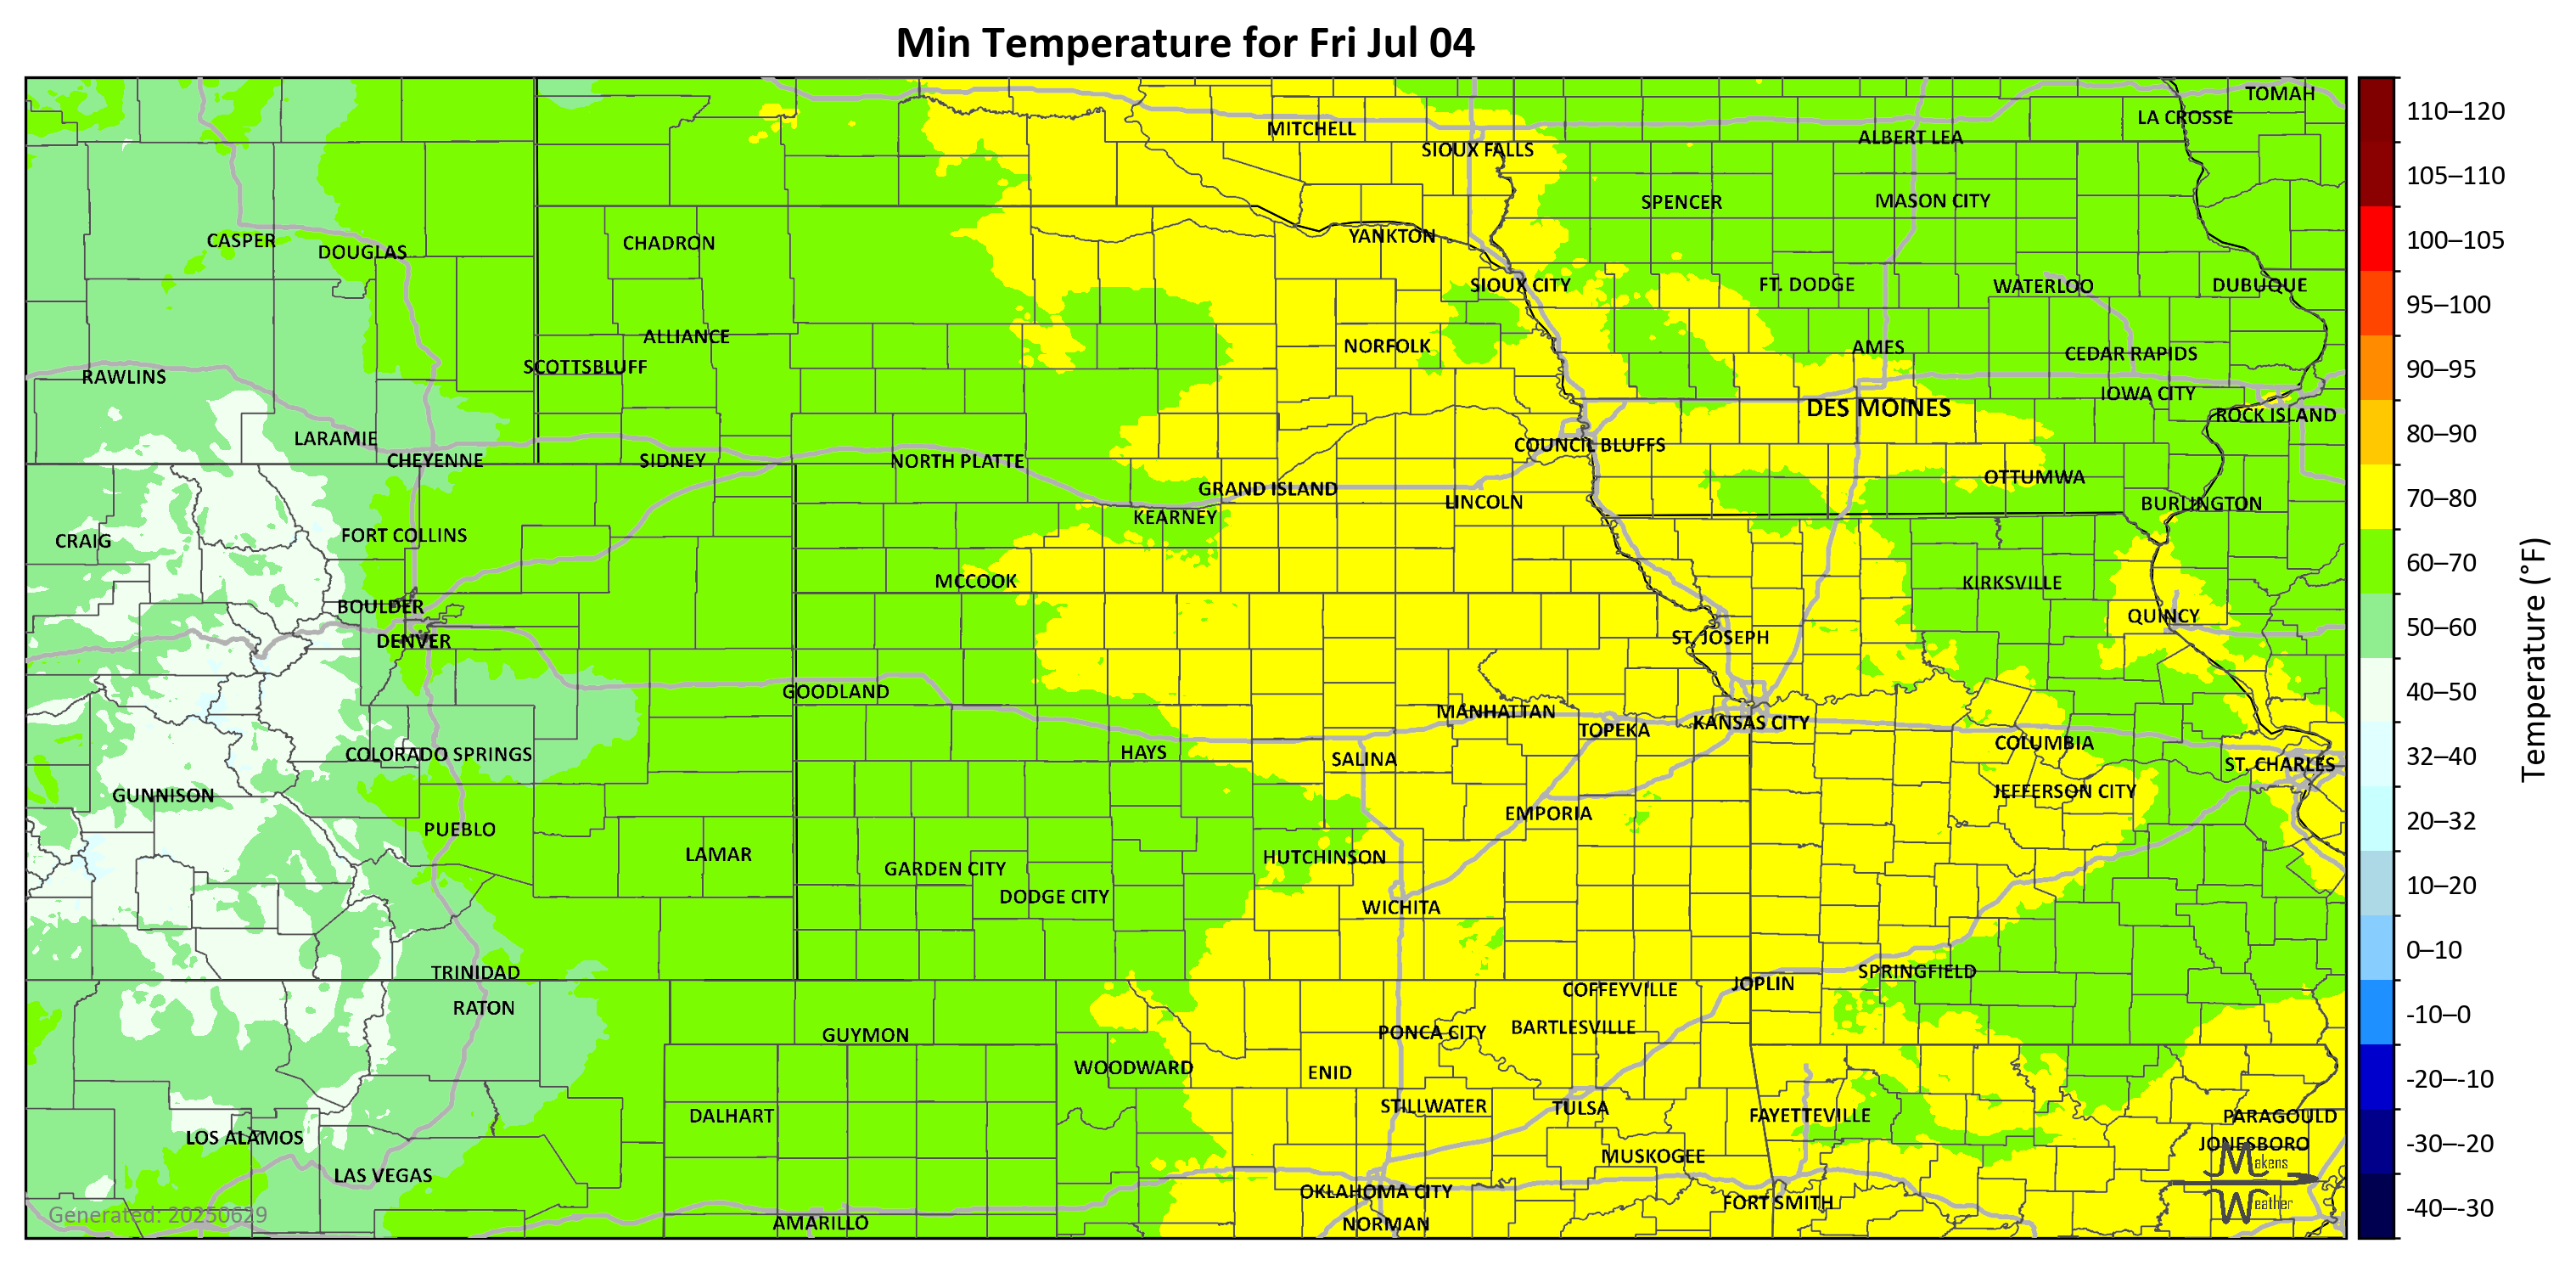 Min Temperature for Fri Jul 04
TOMAH
LA CROSSE
MITCHELL
ALBERT LEA
SIOUX FALLS
SPENCER
MASON CITY
CASPER
DOUGLAS
CHADRON
YANKTON
SIOUX CITY
FT. DODGE
WATERLOO
DUBUQUE
ALLIANCE
NORFOLK
AMES
CEDAR RAPIDS
SCOTTSBLUFF
RAWLINS
IOWA CITY
DES MOINES
ROCK ISLAND
LARAMIE
COUNCIL BLUFFS
CHEYENNE
SIDNEY
NORTH PLATTE
OTTUMWA
GRAND ISLAND
LINCOLN
BURLINGTON
KEARNEY
FORT COLLINS
CRAIG
MCCOOK
KIRKSVILLE
BOULDER
QUINCY
DENVER
ST. JOSEPH
GOODLAND
MANHATTAN
KANSAS CITY
TOPEKA
COLUMBIA
HAYS
COLORADO SPRINGS
SALINA
ST. CHARLES
JEFFERSON CITY
GUNNISON
EMPORIA
PUEBLO
LAMAR
HUTCHINSON
GARDEN CITY
DODGE CITY
WICHITA
TRINIDAD
SPRINGFIELD
JOPLIN
COFFEYVILLE
RATON
BARTLESVILLE
PONCA CITY
GUYMON
WOODWARD
ENID
STILLWATER
TULSA
DALHART
FAYETTEVILLE
PARAGOULD
LOS ALAMOS
JONESBORO
MUSKOGEE
Makens
LAS VEGAS
OKLAHOMA CITY
FORT SMITH
Weather
Generated: 20250629
AMARILLO
NORMAN
110–120
105–110
100–105
95–100
90–95
80–90
70–80
60–70
50–60
40–50
32–40
20–32
10–20
0–10
-10–0
-20–-10
-30–-20
-40–-30
Temperature (°F)